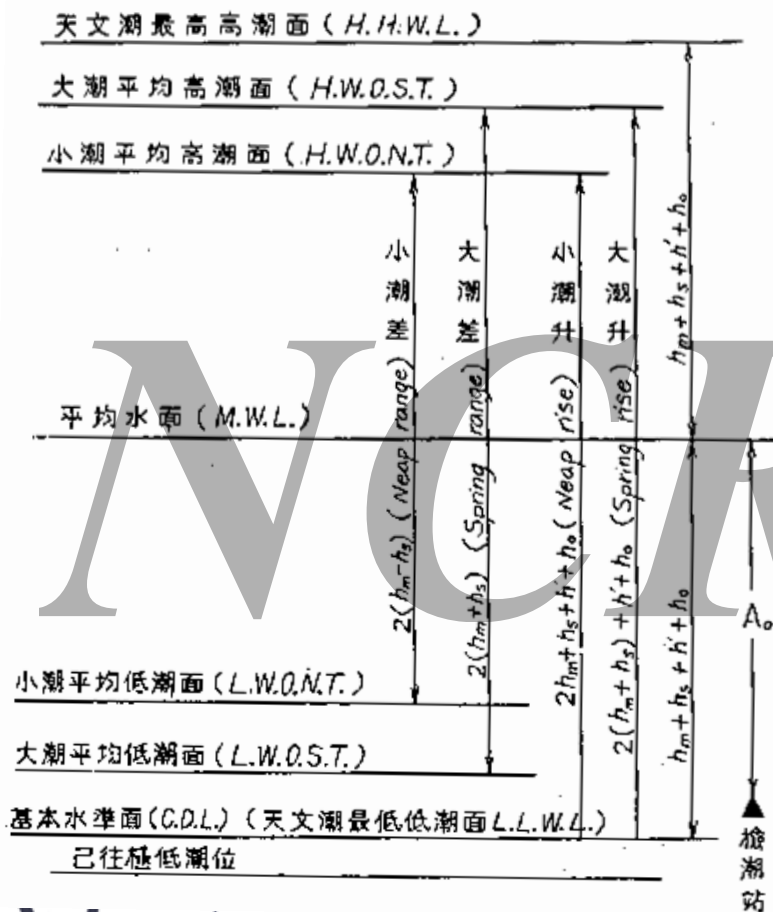 天文潮最高高潮面 ( H.H.W.L. )
大潮平均高潮面 ( H.W.O.S.T. )
小潮平均高潮面 ( H.W.O.N.T. )
小潮差 2(hm-hs) (Neap range)
大潮差 2(hm+hs) (Spring range)
小潮升 2hm+hs+h'+ho (Neap rise)
大潮升 2(hm+hs)+h'+ho (Spring rise)
hm+hs+h'+ho
平均水面 ( M.W.L. )
hm+hs+h'+ho
Ao
小潮平均低潮面 ( L.W.O.N.T. )
大潮平均低潮面 ( L.W.O.S.T. )
基本水準面 (C.D.L.) (天文潮最低低潮面 L.L.W.L. )
己往極低潮位
檢潮站